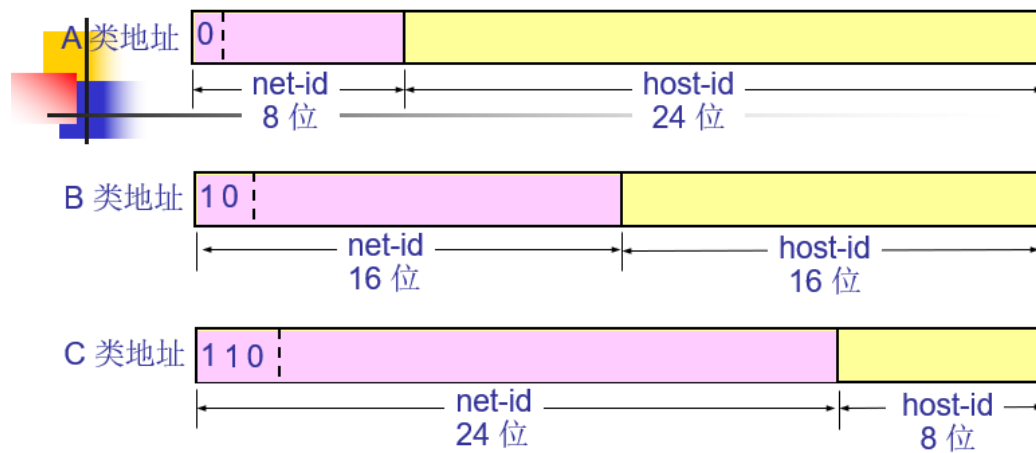 A 类地址 0
net-id host-id
8 位 24 位
B 类地址 1 0
net-id host-id
16 位 16 位
C 类地址 1 1 0
net-id host-id
24 位 8 位